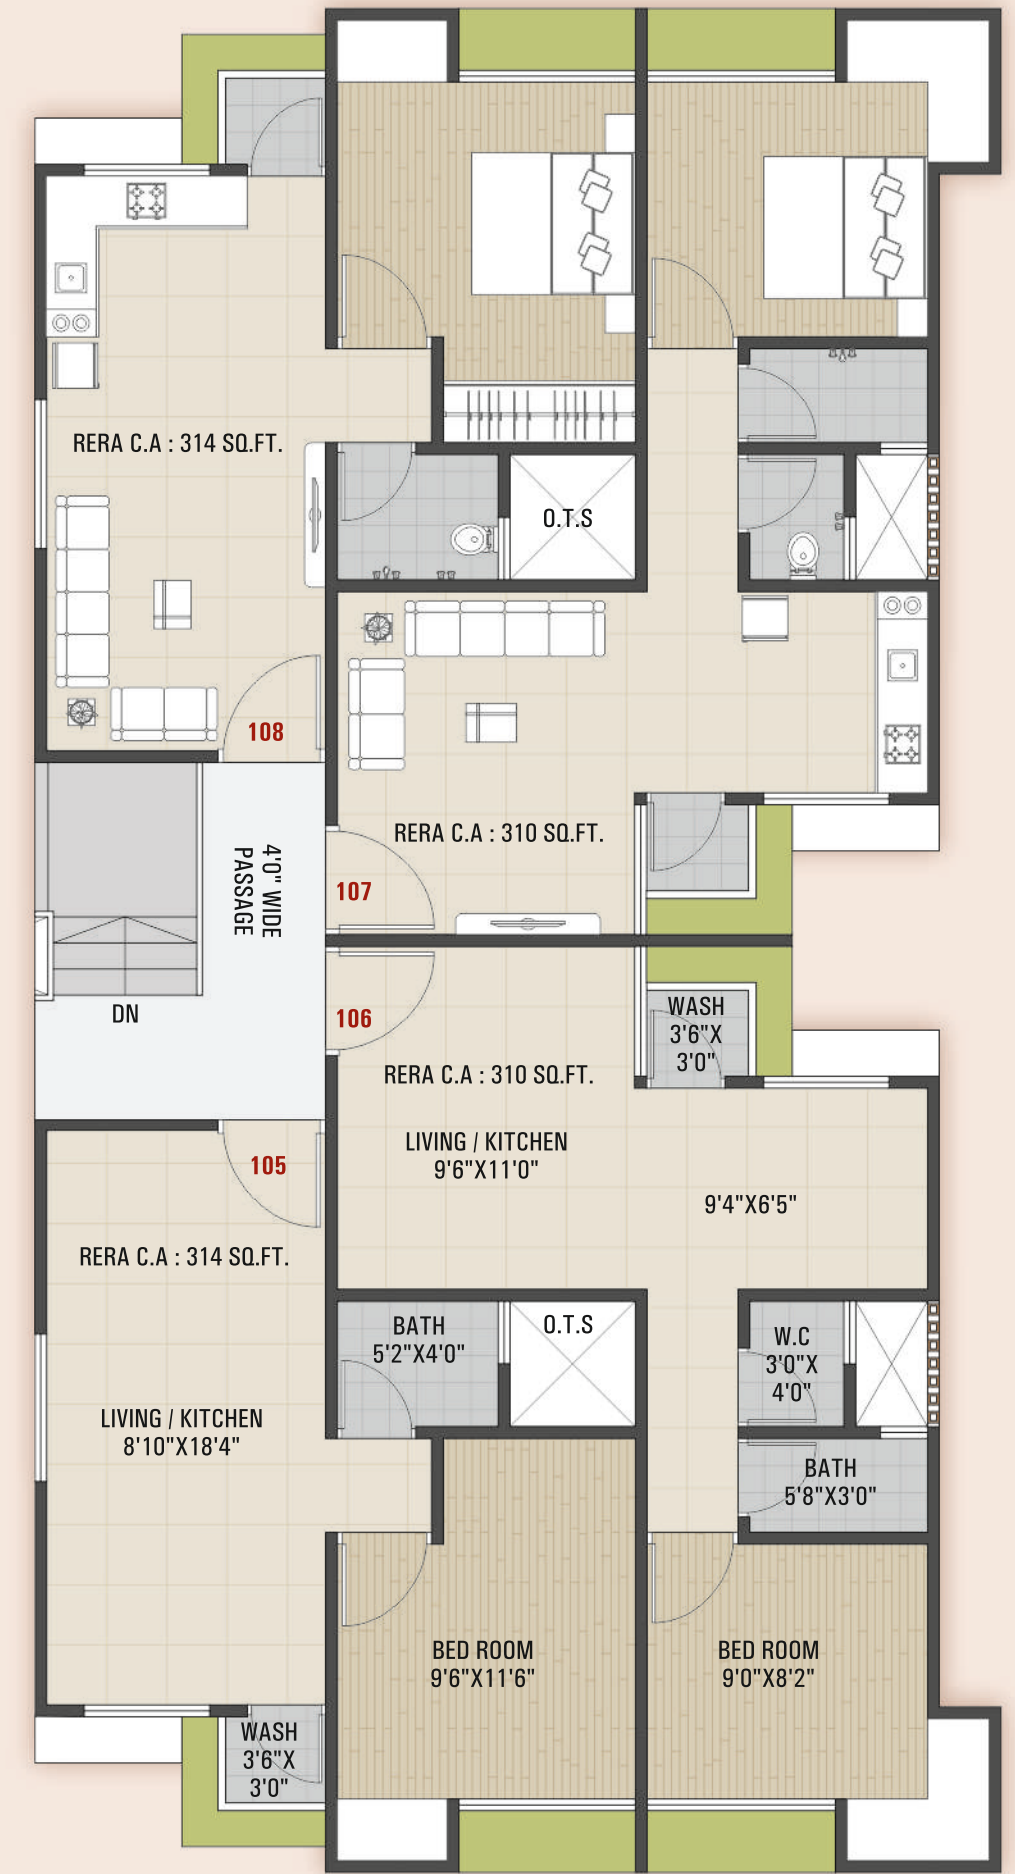 RERA C.A : 314 SQ.FT.
O.T.S
108
4'0" WIDE
PASSAGE
RERA C.A : 310 SQ.FT.
107
DN
106
WASH
3'6"X
3'0"
RERA C.A : 310 SQ.FT.
LIVING / KITCHEN
9'6"X11'0"
9'4"X6'5"
105
RERA C.A : 314 SQ.FT.
BATH
5'2"X4'0"
O.T.S
W.C
3'0"X
4'0"
LIVING / KITCHEN
8'10"X18'4"
BATH
5'8"X3'0"
BED ROOM
9'6"X11'6"
BED ROOM
9'0"X8'2"
WASH
3'6"X
3'0"